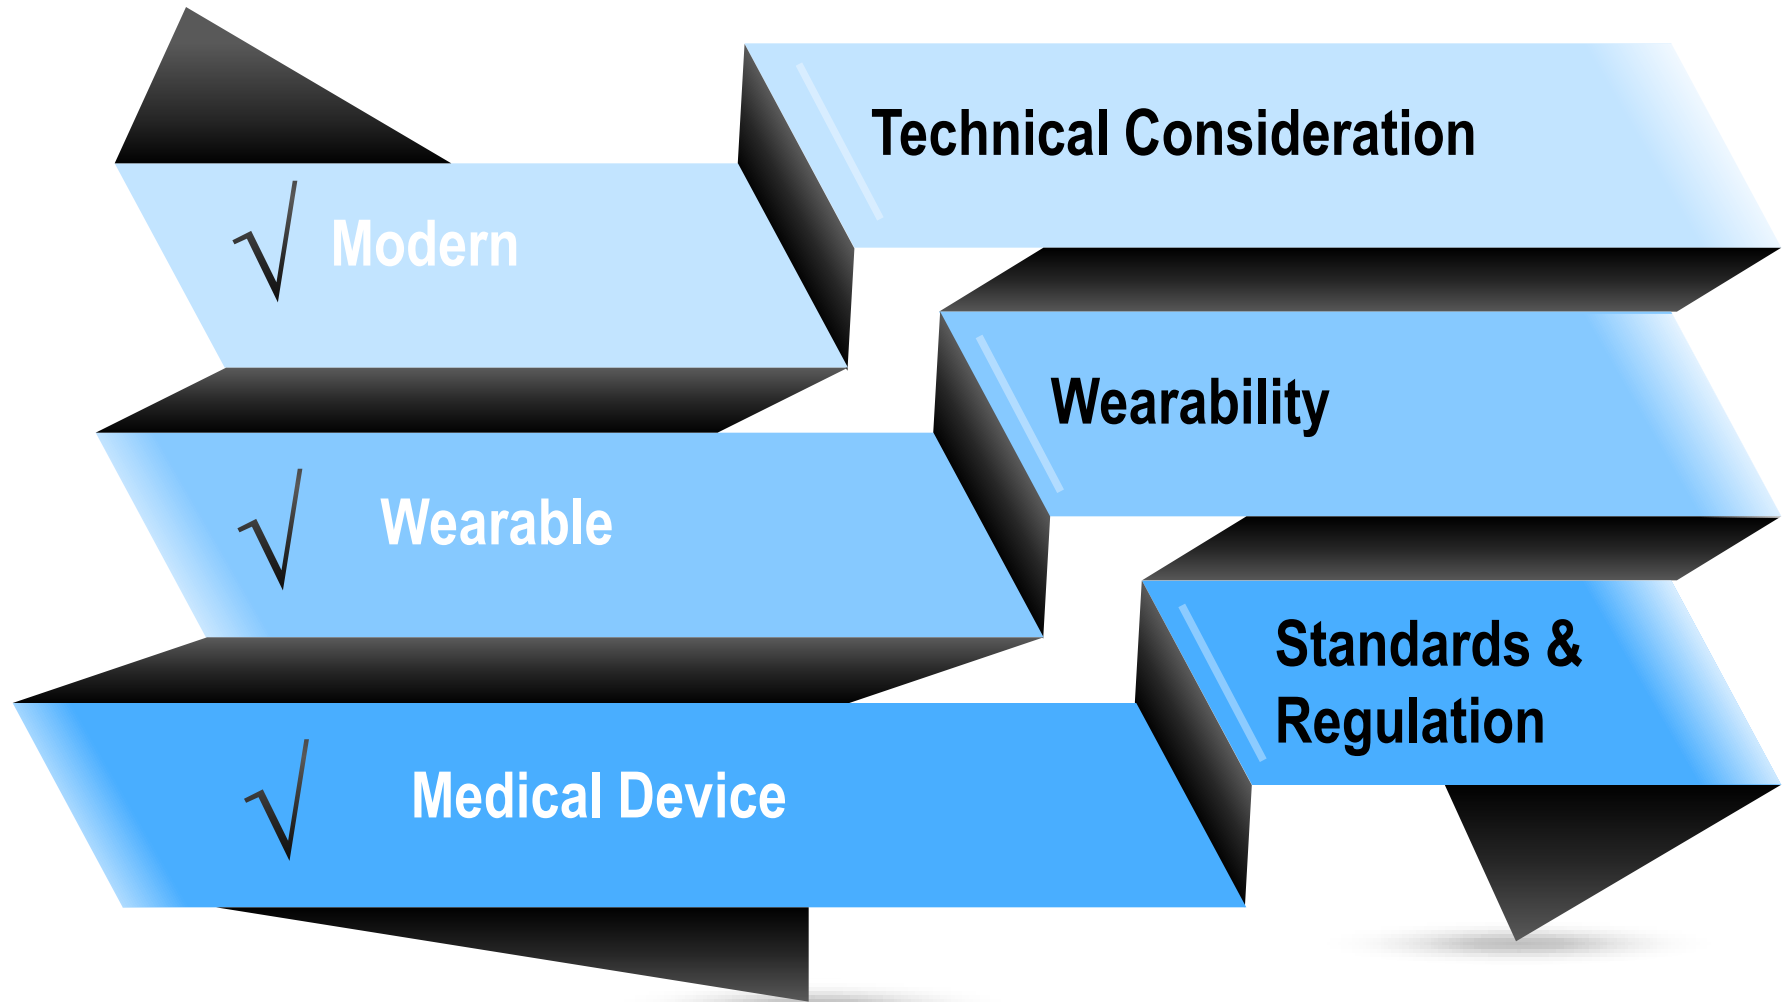 Technical Consideration
√ Modern
Wearability
√ Wearable
Standards &
Regulation
√ Medical Device